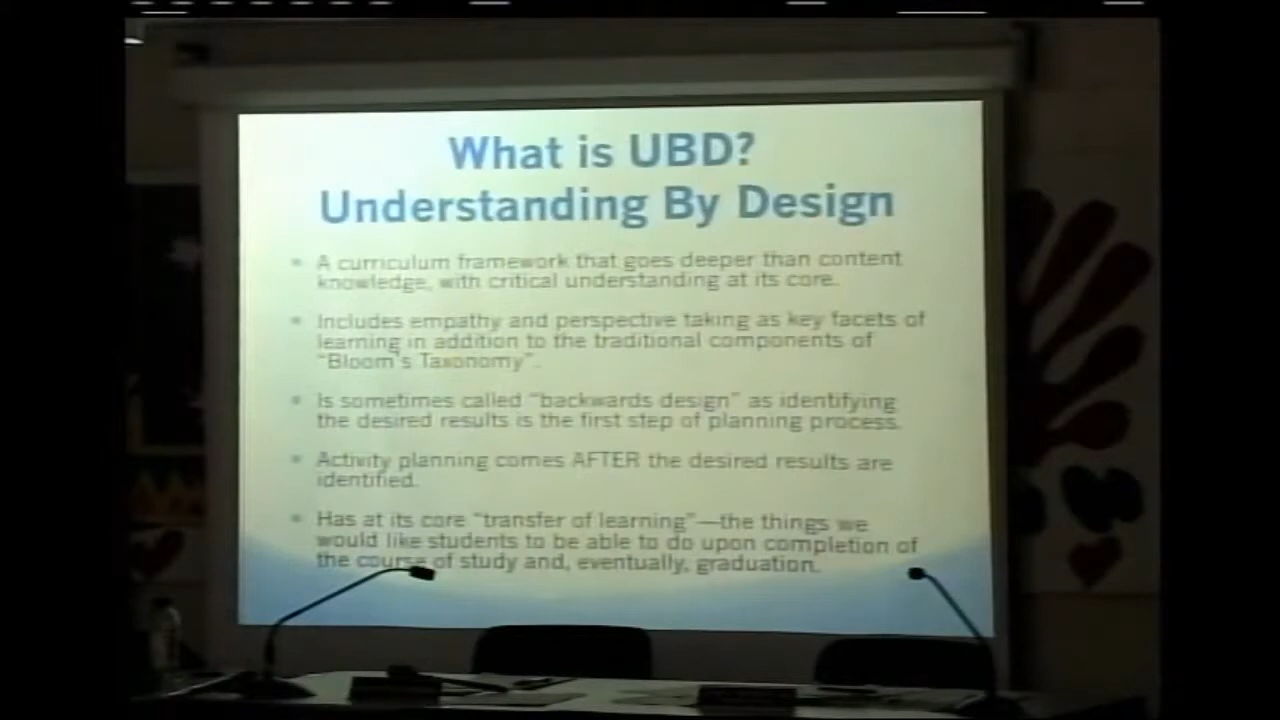 What is UBD?
Understanding By Design
A curriculum framework that goes deeper than content
knowledge, with critical understanding at its core.
Includes empathy and perspective taking as key facets of
learning in addition to the traditional components of
"Bloom's Taxonomy".
Is sometimes called "backwards design" as identifying
the desired results is the first step of planning process.
Activity planning comes AFTER the desired results are
identified.
Has at its core "transfer of learning"—the things we
would like students to be able to do upon completion of
the course of study and, eventually, graduation.